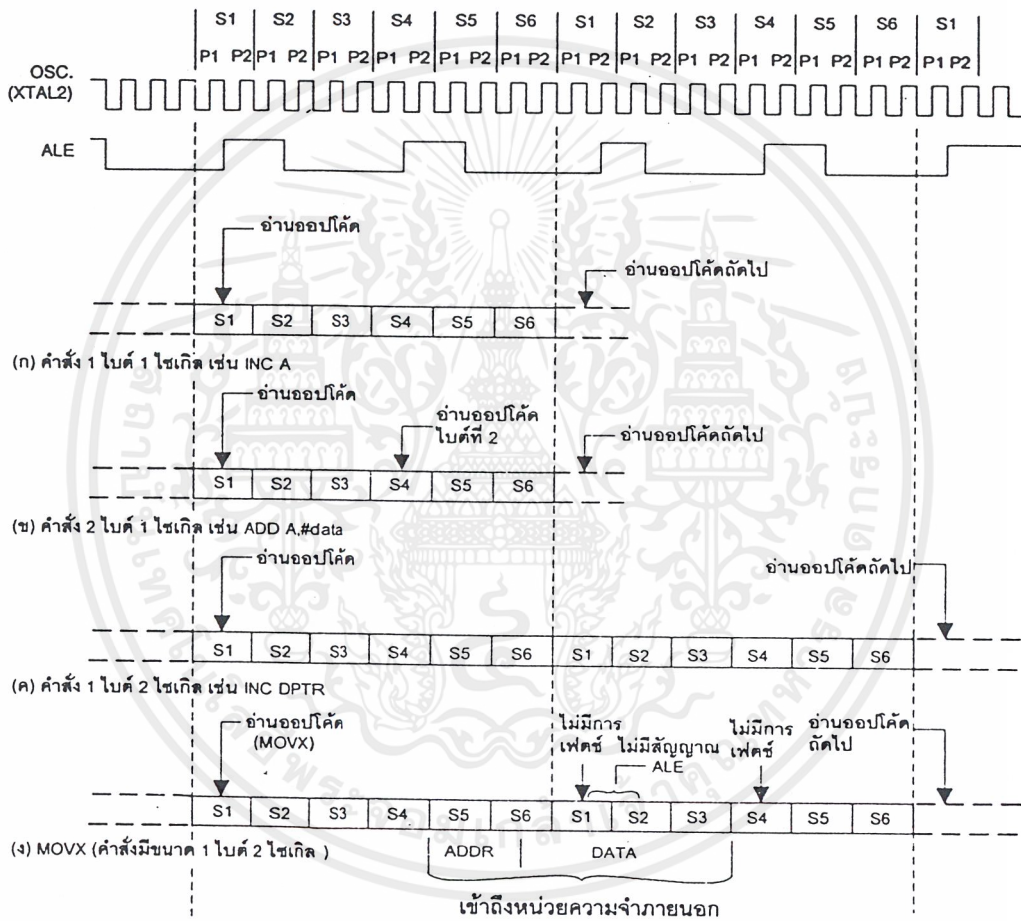 S1 S2 S3 S4 S5 S6 S1 S2 S3 S4 S5 S6 S1
P1 P2 P1 P2 P1 P2 P1 P2 P1 P2 P1 P2 P1 P2 P1 P2 P1 P2 P1 P2 P1 P2 P1 P2 P1 P2
OSC.
(XTAL2)
ALE
อ่านออปโค้ด
อ่านออปโค้ดถัดไป
S1 S2 S3 S4 S5 S6
(ก) คำสั่ง 1 ไบต์ 1 ไซเกิล เช่น INC A
อ่านออปโค้ด
อ่านออปโค้ด
ไบต์ที่ 2
อ่านออปโค้ดถัดไป
S1 S2 S3 S4 S5 S6
(ข) คำสั่ง 2 ไบต์ 1 ไซเกิล เช่น ADD A,#data
อ่านออปโค้ด
อ่านออปโค้ดถัดไป
S1 S2 S3 S4 S5 S6 S1 S2 S3 S4 S5 S6
(ค) คำสั่ง 1 ไบต์ 2 ไซเกิล เช่น INC DPTR
อ่านออปโค้ด
(MOVX)
ไม่มีการ
เฟตช์
ไม่มีสัญญาณ
ALE
ไม่มีการ
เฟตช์
อ่านออปโค้ด
ถัดไป
S1 S2 S3 S4 S5 S6 S1 S2 S3 S4 S5 S6
(ง) MOVX (คำสั่งมีขนาด 1 ไบต์ 2 ไซเกิล )
ADDR DATA
เข้าถึงหน่วยความจำภายนอก